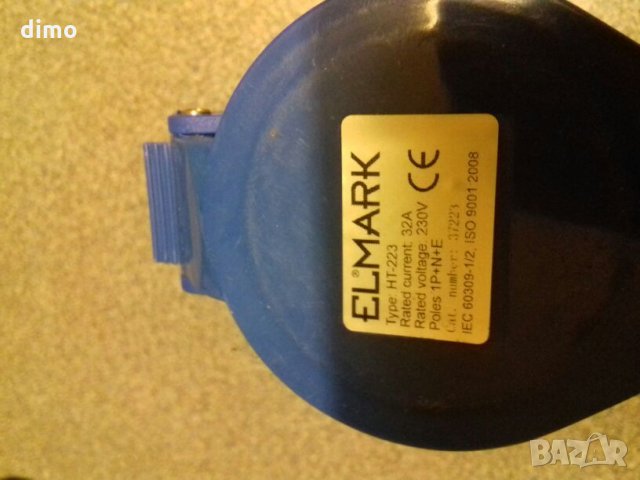 dimo
ELMARK®
Type: HT-223
Rated current: 32A
Rated voltage: 230V
Poles 1P+N+E
Cat. number: 37223
IEC 60309-1/2, ISO 9001 2008
CE
BAZAR